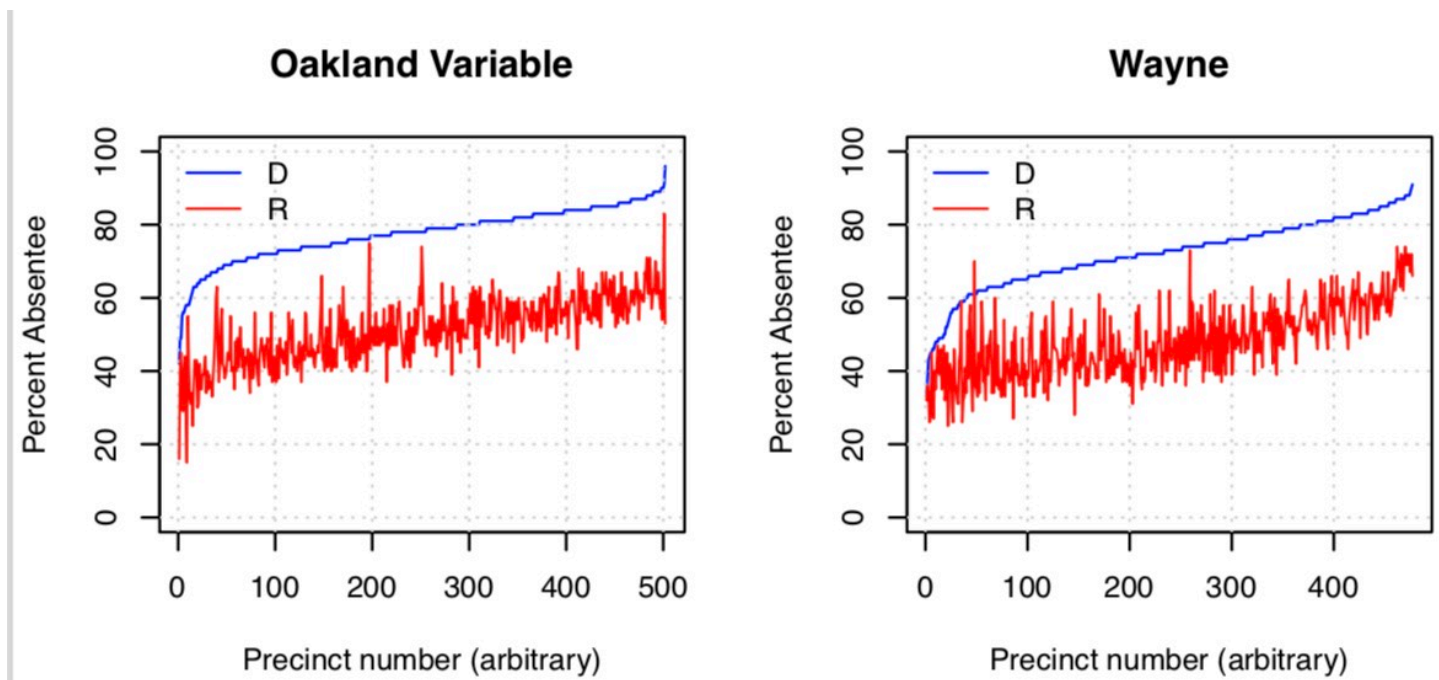 Oakland Variable
Percent Absentee
100
80
60
40
20
0
D
R
0 100 200 300 400 500
Precinct number (arbitrary)
Wayne
Percent Absentee
100
80
60
40
20
0
D
R
0 100 200 300 400
Precinct number (arbitrary)